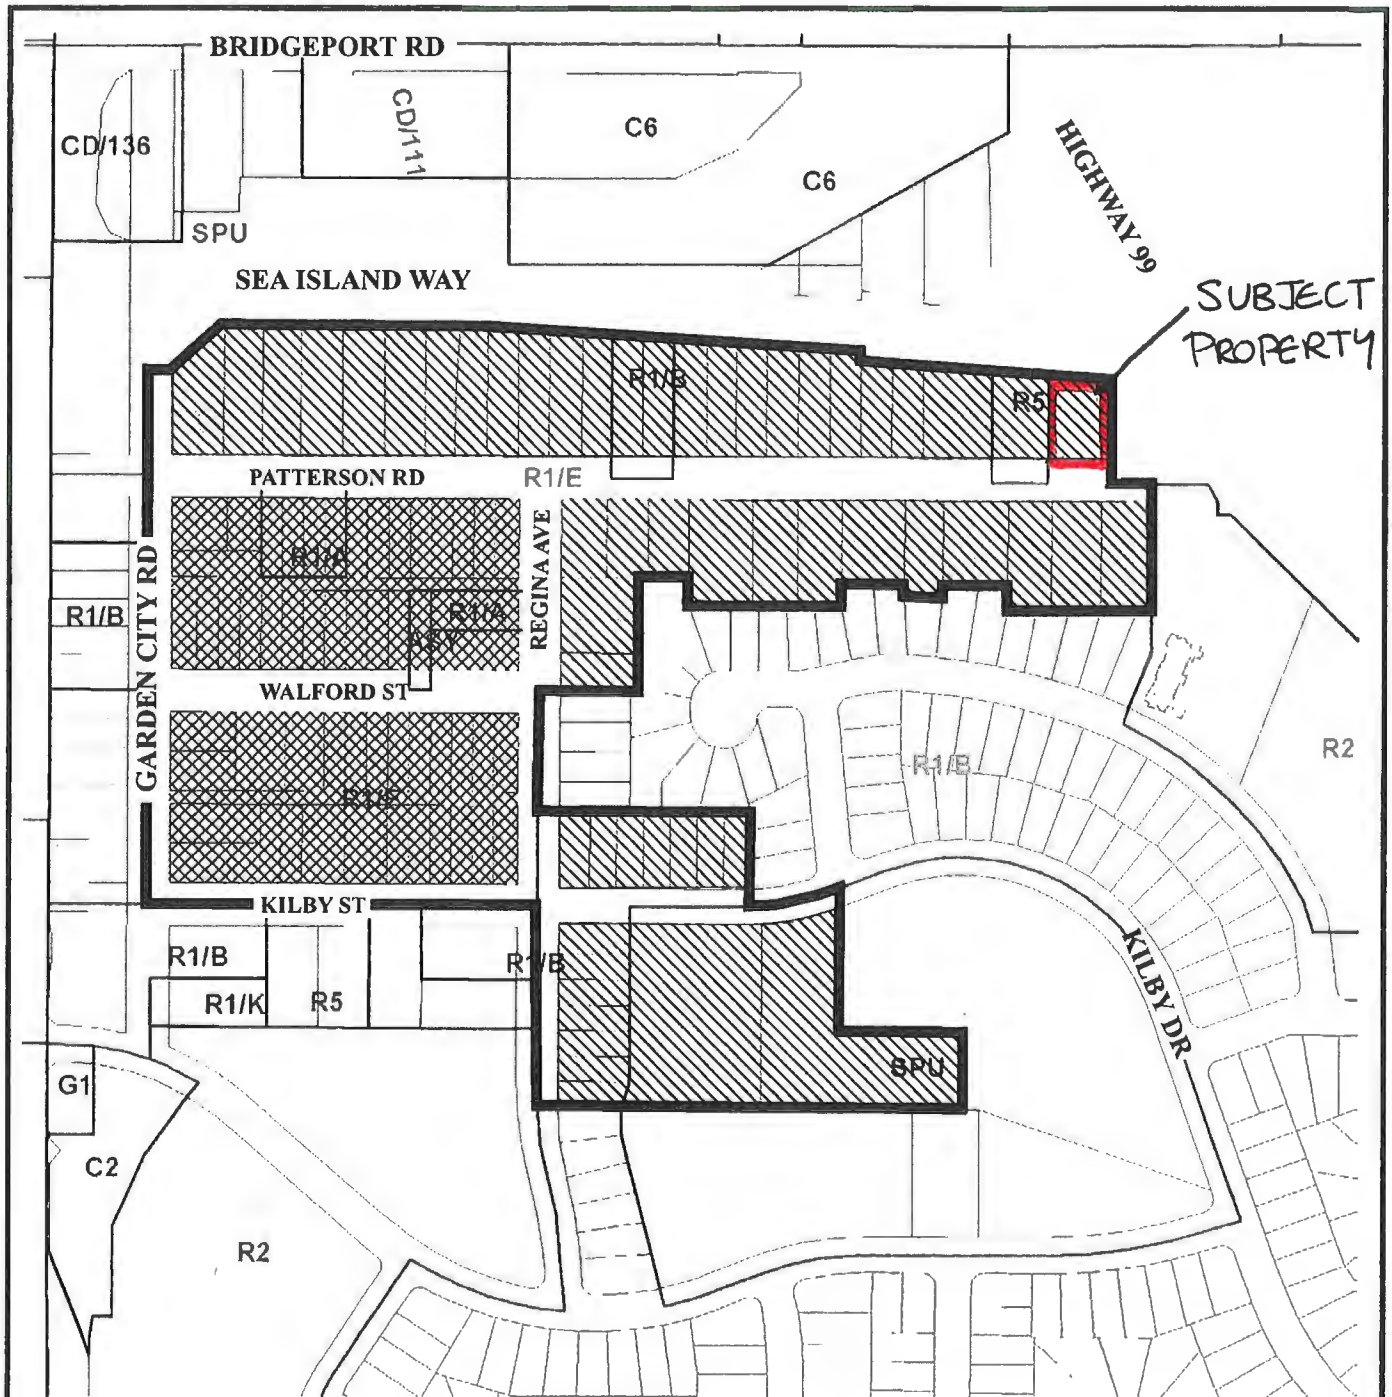 BRIDGEPORT RD
CD/136
CD/111
C6
C6
HIGHWAY 99
SPU
SEA ISLAND WAY
SUBJECT
PROPERTY
R1/B
R5
PATTERSON RD
R1/E
GARDEN CITY RD
REGINA AVE
R1/A
R1/A
R1/B
WALFORD ST
R1/B
R2
KILBY ST
R1/B
R1/B
R1/K
R5
KILBY DR
SPU
G1
C2
R2